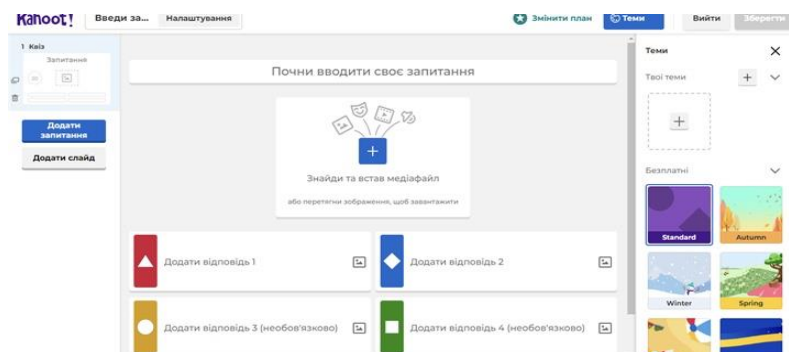 Kahoot!
Введи за...
Налаштування
Змінити план
Теми
Вийти
Зберегти
1 Квіз
Запитання
Додати
запитання
Додати слайд
Почни вводити своє запитання
Знайди та встав медіафайл
або перетягни зображення, щоб завантажити
Додати відповідь 1
Додати відповідь 2
Додати відповідь 3 (необов'язково)
Додати відповідь 4 (необов'язково)
Теми
Твої теми
Безплатні
Standard
Autumn
Winter
Spring